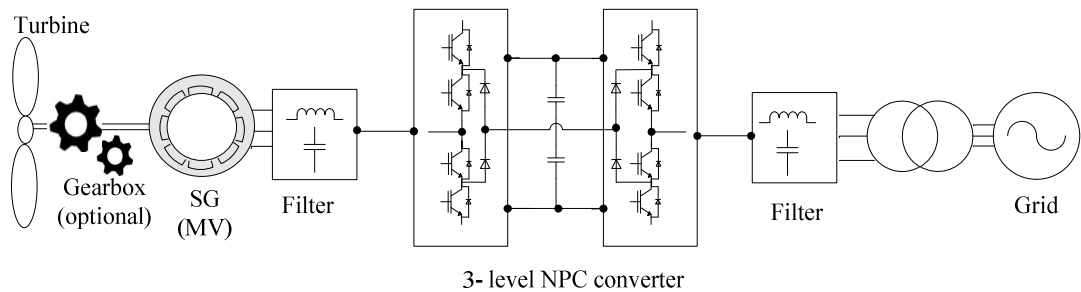 Turbine
Gearbox
(optional)
SG
(MV)
Filter
3- level NPC converter
Filter
Grid